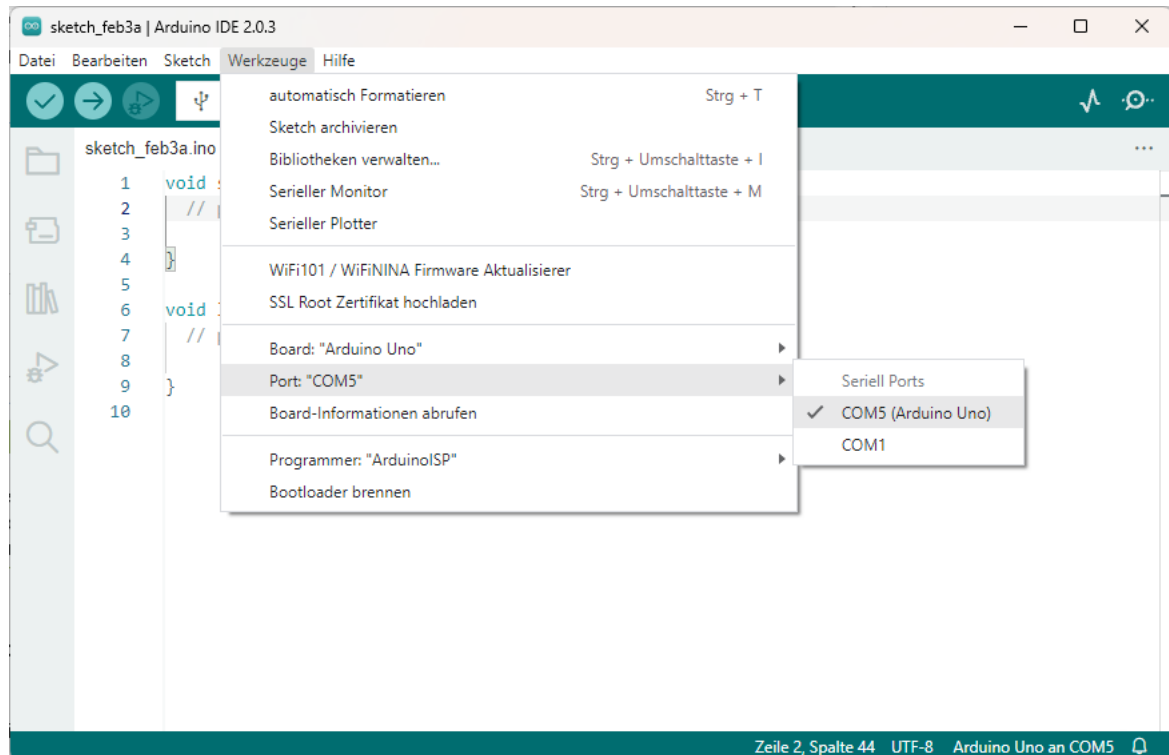 sketch_feb3a | Arduino IDE 2.0.3
Datei Bearbeiten Sketch Werkzeuge Hilfe
automatisch Formatieren Strg + T
Sketch archivieren
Bibliotheken verwalten... Strg + Umschalttaste + I
Serieller Monitor Strg + Umschalttaste + M
Serieller Plotter
WiFi101 / WiFiNINA Firmware Aktualisierer
SSL Root Zertifikat hochladen
Board: "Arduino Uno"
Port: "COM5"
Board-Informationen abrufen
Programmer: "ArduinoISP"
Bootloader brennen
Seriell Ports
COM5 (Arduino Uno)
COM1
sketch_feb3a.ino
1 void
2 //
3
4 }
5
6 void
7 //
8
9 }
10
Zeile 2, Spalte 44 UTF-8 Arduino Uno an COM5